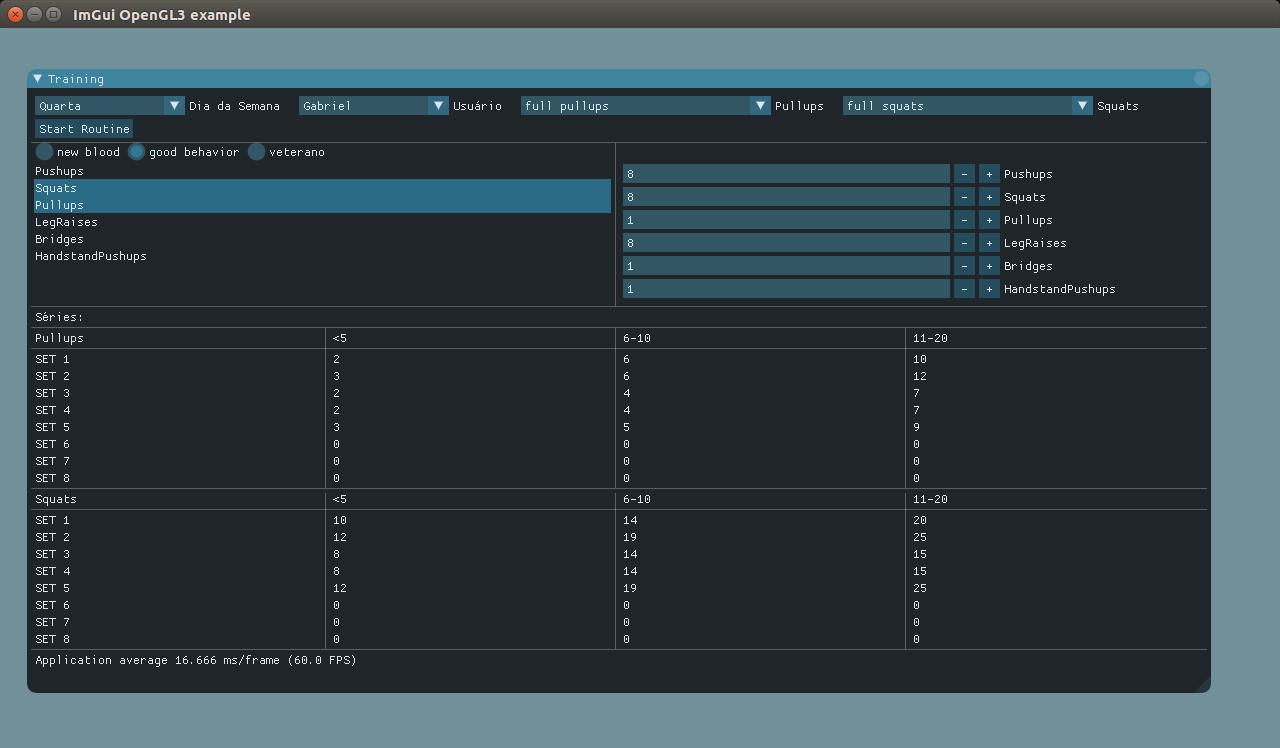 ImGui OpenGL3 example
Training
Quarta Dia da Semana Gabriel Usuário full pullups Pullups full squats Squats
Start Routine
new blood good behavior veterano
Pushups
Squats
Pullups
LegRaises
Bridges
HandstandPushups
8 - + Pushups
8 - + Squats
1 - + Pullups
8 - + LegRaises
1 - + Bridges
1 - + HandstandPushups
Séries:
Pullups <5 6-10 11-20
SET 1 2 6 10
SET 2 3 6 12
SET 3 2 4 7
SET 4 2 4 7
SET 5 3 5 9
SET 6 0 0 0
SET 7 0 0 0
SET 8 0 0 0
Squats <5 6-10 11-20
SET 1 10 14 20
SET 2 12 19 25
SET 3 8 14 15
SET 4 8 14 15
SET 5 12 19 25
SET 6 0 0 0
SET 7 0 0 0
SET 8 0 0 0
Application average 16.666 ms/frame (60.0 FPS)